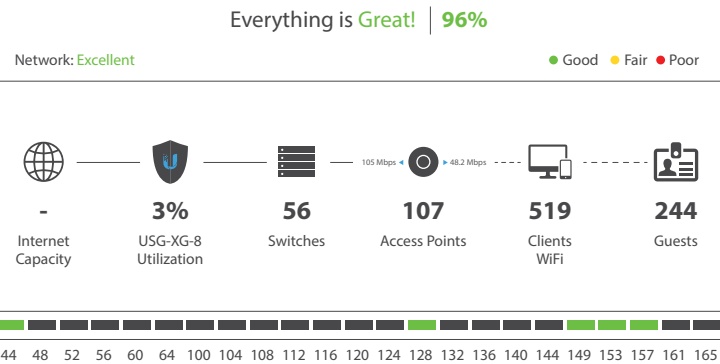 Everything is Great! 96%
Network: Excellent
Good Fair Poor
105 Mbps 48.2 Mbps
- 3% 56 107 519 244
Internet Capacity USG-XG-8 Utilization Switches Access Points Clients WiFi Guests
44 48 52 56 60 64 100 104 108 112 116 120 124 128 132 136 140 144 149 153 157 161 165